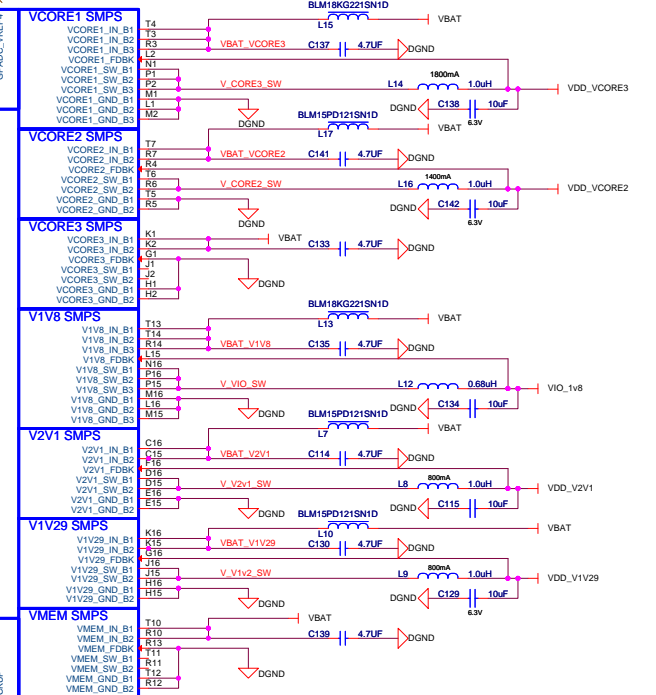 BLM18KG221SN1D
VCORE1 SMPS
L15
VBAT
VCORE1_IN_B1 T4
VCORE1_IN_B2 T3
VCORE1_IN_B3 R3 VBAT_VCORE3 C137 4.7UF DGND
VCORE1_FDBK L2
VCORE1_SW_B1 N1
VCORE1_SW_B2 P1 1800mA
VCORE1_SW_B3 P2 V_CORE3_SW L14 1.0uH VDD_VCORE3
VCORE1_GND_B1 M1
VCORE1_GND_B2 L1 DGND C138 10uF
VCORE1_GND_B3 M2 DGND 6.3V
BLM15PD121SN1D
VCORE2 SMPS L17 VBAT
VCORE2_IN_B1 T7
VCORE2_IN_B2 R7 VBAT_VCORE2 C141 4.7UF DGND
VCORE2_FDBK R4
VCORE2_SW_B1 T6 1400mA
VCORE2_SW_B2 R6 V_CORE2_SW L16 1.0uH VDD_VCORE2
VCORE2_GND_B1 T5
VCORE2_GND_B2 R5 DGND C142 10uF
DGND 6.3V
VCORE3 SMPS
VCORE3_IN_B1 K1 VBAT
VCORE3_IN_B2 K2 C133 4.7UF DGND
VCORE3_FDBK G1
VCORE3_SW_B1 J1
VCORE3_SW_B2 J2
VCORE3_GND_B1 H1 DGND
VCORE3_GND_B2 H2
BLM18KG221SN1D
V1V8 SMPS L13 VBAT
V1V8_IN_B1 T13
V1V8_IN_B2 T14
V1V8_IN_B3 R14 VBAT_V1V8 C135 4.7UF DGND
V1V8_FDBK L15
V1V8_SW_B1 N16
V1V8_SW_B2 P16
V1V8_SW_B3 P15 V_VIO_SW L12 0.68uH VIO_1v8
V1V8_GND_B1 M16
V1V8_GND_B2 L16 DGND C134 10uF
V1V8_GND_B3 M15 DGND
BLM15PD121SN1D
V2V1 SMPS L7 VBAT
V2V1_IN_B1 C16
V2V1_IN_B2 C15 VBAT_V2V1 C114 4.7UF DGND
V2V1_FDBK F16
V2V1_SW_B1 D16 800mA
V2V1_SW_B2 D15 V_V2v1_SW L8 1.0uH VDD_V2V1
V2V1_GND_B1 E16
V2V1_GND_B2 E15 DGND DGND C115 10uF
BLM15PD121SN1D
V1V29 SMPS L10 VBAT
V1V29_IN_B1 K16
V1V29_IN_B2 K15 VBAT_V1V29 C130 4.7UF DGND
V1V29_FDBK G16
V1V29_SW_B1 J16 800mA
V1V29_SW_B2 J15 V_V1v2_SW L9 1.0uH VDD_V1V29
V1V29_GND_B1 H16
V1V29_GND_B2 H15 DGND DGND C129 10uF
6.3V
VMEM SMPS VBAT
VMEM_IN_B1 T10
VMEM_IN_B2 R10 C139 4.7UF DGND
VMEM_FDBK R13
VMEM_SW_B1 T11
VMEM_SW_B2 R11
VMEM_GND_B1 T12 DGND
VMEM_GND_B2 R12